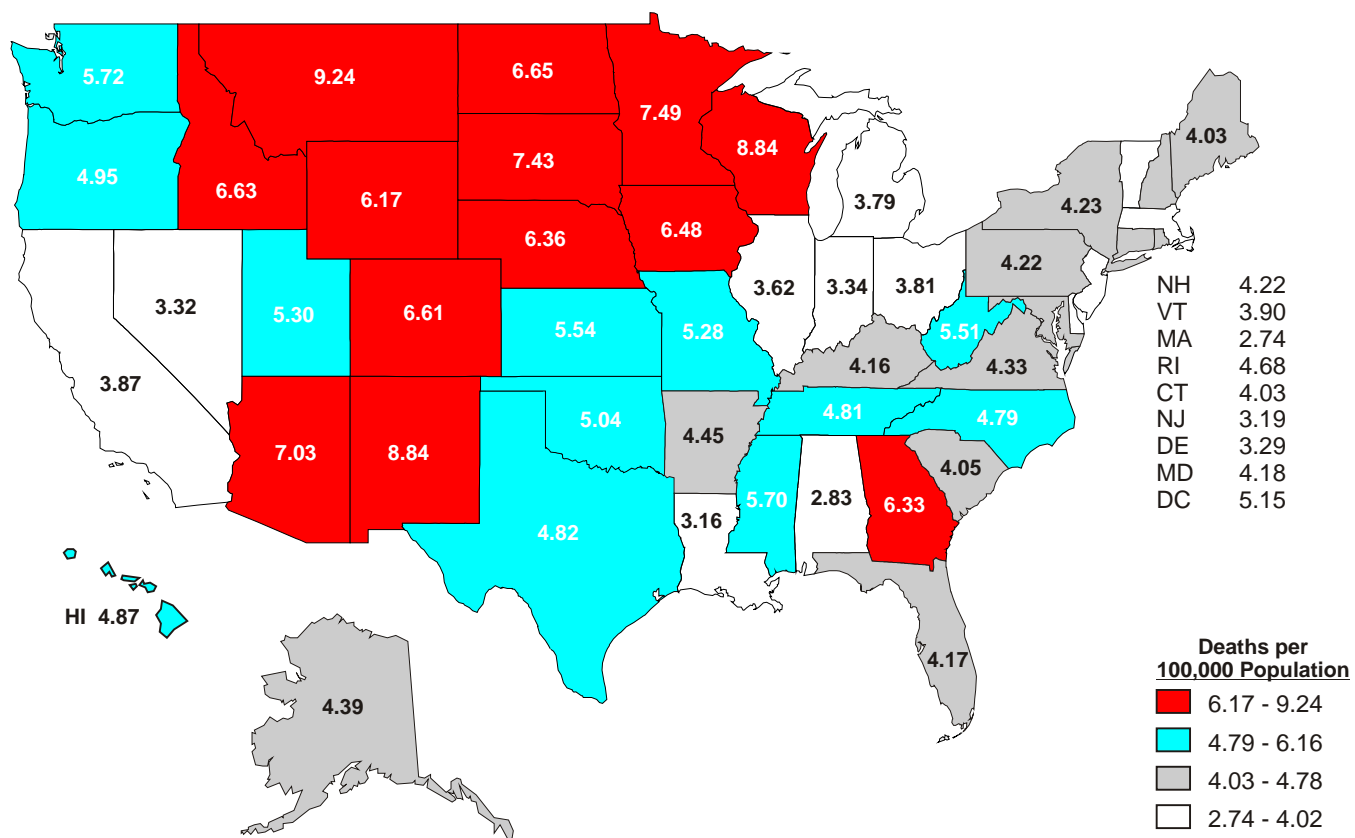 5.72
9.24
6.65
7.49
8.84
4.03
4.95
6.63
6.17
7.43
3.79
4.23
6.36
6.48
4.22
3.32
5.30
6.61
5.54
5.28
3.62
3.34
3.81
5.51
3.87
4.16
4.33
7.03
8.84
5.04
4.45
4.81
4.79
4.05
4.82
3.16
5.70
2.83
6.33
4.17
HI 4.87
4.39
NH 4.22
VT 3.90
MA 2.74
RI 4.68
CT 4.03
NJ 3.19
DE 3.29
MD 4.18
DC 5.15
Deaths per
100,000 Population
6.17 - 9.24
4.79 - 6.16
4.03 - 4.78
2.74 - 4.02